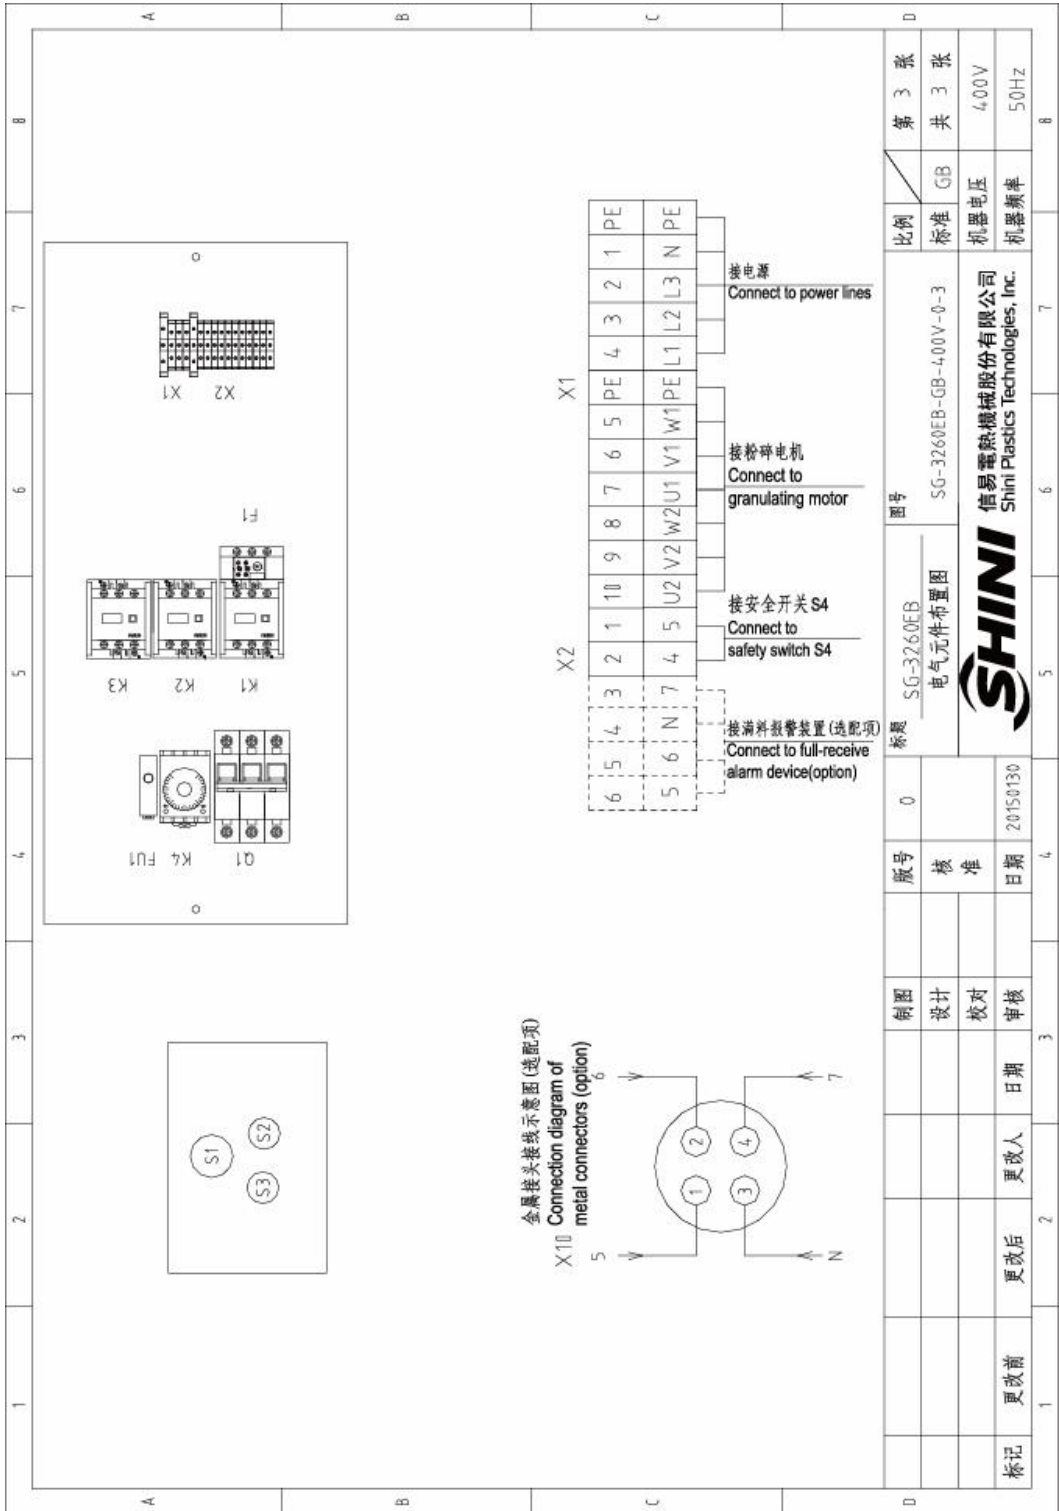 1 2 3 4 5 6 7 8
A
B
C
D
A
B
C
D
S1
S3 S2
FU1
K4
Q1
K3
K2
K1
F1
X1
X2
X10
金属接头接线示意图(选配项)
Connection diagram of
metal connectors (option)
5 6
1 2
3 4
N 7
X2 X1
6 5 4 3 2 1 10 9 8 7 6 5 PE 4 3 2 1 PE
5 6 N 7 4 5 U2 V2 W2 U1 V1 W1 PE L1 L2 L3 N PE
接满料报警装置(选配项)
Connect to full-receive
alarm device(option)
接安全开关S4
Connect to
safety switch S4
接粉碎电机
Connect to
granulating motor
接电源
Connect to power lines
制图
设计
校对
标记 更改前 更改后 更改人 日期 审核
版号 0
核
准
日期 20150130
标题
SG-3260EB
电气元件布置图
图号
SG-3260EB-GB-400V-0-3
SHINI
信易電熱機械股份有限公司
Shini Plastics Technologies, Inc.
比例 第 3 张
标准 GB 共 3 张
机器电压 400V
机器频率 50Hz
1 2 3 4 5 6 7 8